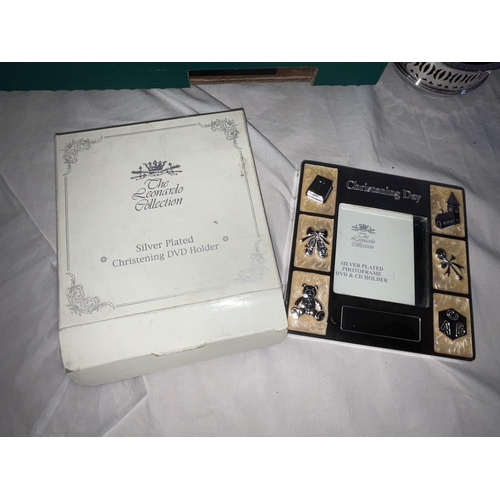 The
Leonardo
Collection
Silver Plated
Christening DVD Holder
Christening Day
The
Leonardo
Collection
SILVER PLATED
PHOTOFRAME
DVD & CD HOLDER